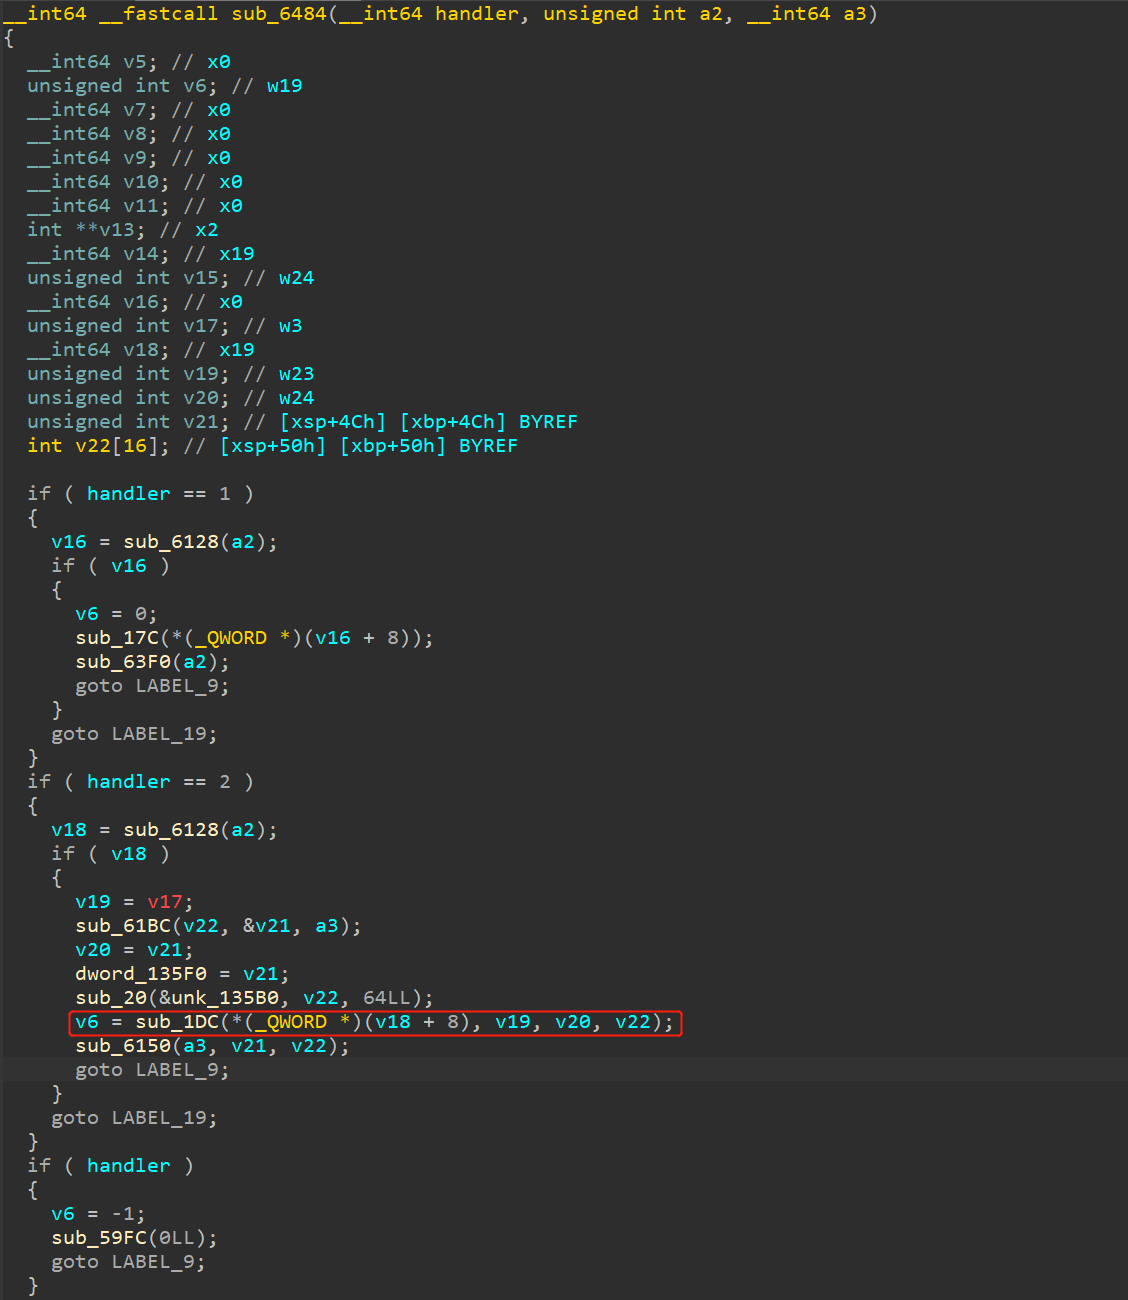 __int64 __fastcall sub_6484(__int64 handler, unsigned int a2, __int64 a3)
{
  __int64 v5; // x0
  unsigned int v6; // w19
  __int64 v7; // x0
  __int64 v8; // x0
  __int64 v9; // x0
  __int64 v10; // x0
  __int64 v11; // x0
  int **v13; // x2
  __int64 v14; // x19
  unsigned int v15; // w24
  __int64 v16; // x0
  unsigned int v17; // w3
  __int64 v18; // x19
  unsigned int v19; // w23
  unsigned int v20; // w24
  unsigned int v21; // [xsp+4Ch] [xbp+4Ch] BYREF
  int v22[16]; // [xsp+50h] [xbp+50h] BYREF

  if ( handler == 1 )
  {
    v16 = sub_6128(a2);
    if ( v16 )
    {
      v6 = 0;
      sub_17C(*(_QWORD *)(v16 + 8));
      sub_63F0(a2);
      goto LABEL_9;
    }
    goto LABEL_19;
  }
  if ( handler == 2 )
  {
    v18 = sub_6128(a2);
    if ( v18 )
    {
      v19 = v17;
      sub_61BC(v22, &v21, a3);
      v20 = v21;
      dword_135F0 = v21;
      sub_20(&unk_135B0, v22, 64LL);
      v6 = sub_1DC(*(_QWORD *)(v18 + 8), v19, v20, v22);
      sub_6150(a3, v21, v22);
      goto LABEL_9;
    }
    goto LABEL_19;
  }
  if ( handler )
  {
    v6 = -1;
    sub_59FC(0LL);
    goto LABEL_9;
  }